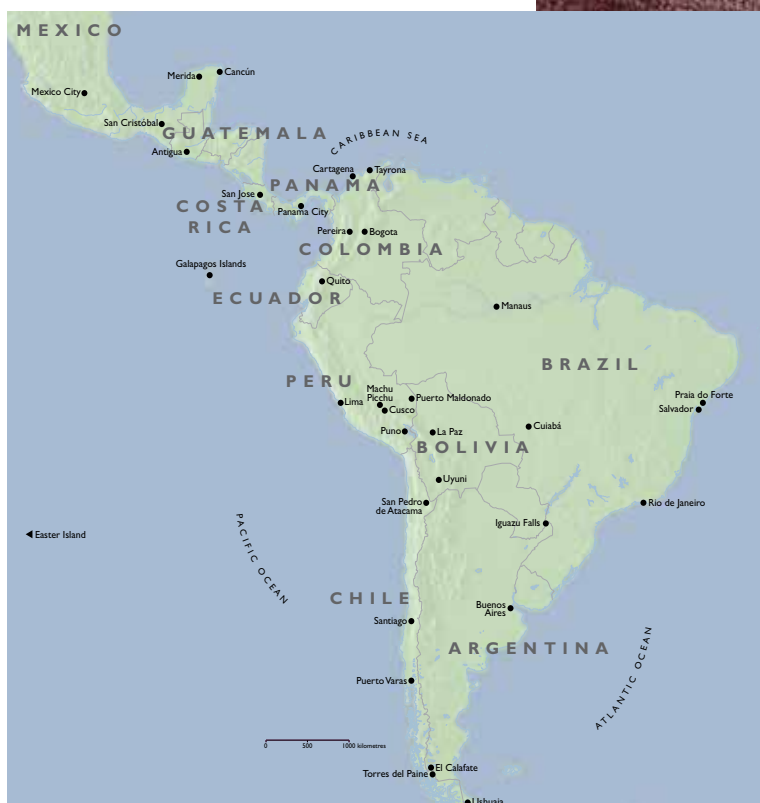 MEXICO
Merida
Cancún
Mexico City
San Cristóbal
GUATEMALA
Antigua
CARIBBEAN SEA
Cartagena
Tayrona
PANAMA
San Jose
COSTA
RICA
Panama City
Pereira
Bogota
COLOMBIA
Galapagos Islands
Quito
ECUADOR
Manaus
BRAZIL
PERU
Machu
Picchu
Puerto Maldonado
Lima
Cusco
Praia do Forte
Salvador
Puno
La Paz
Cuiabá
BOLIVIA
Uyuni
San Pedro
de Atacama
Rio de Janeiro
Iguazu Falls
Easter Island
PACIFIC OCEAN
CHILE
Buenos
Aires
Santiago
ARGENTINA
ATLANTIC OCEAN
Puerto Varas
0 500 1000 kilometres
El Calafate
Torres del Paine
Ushuaia